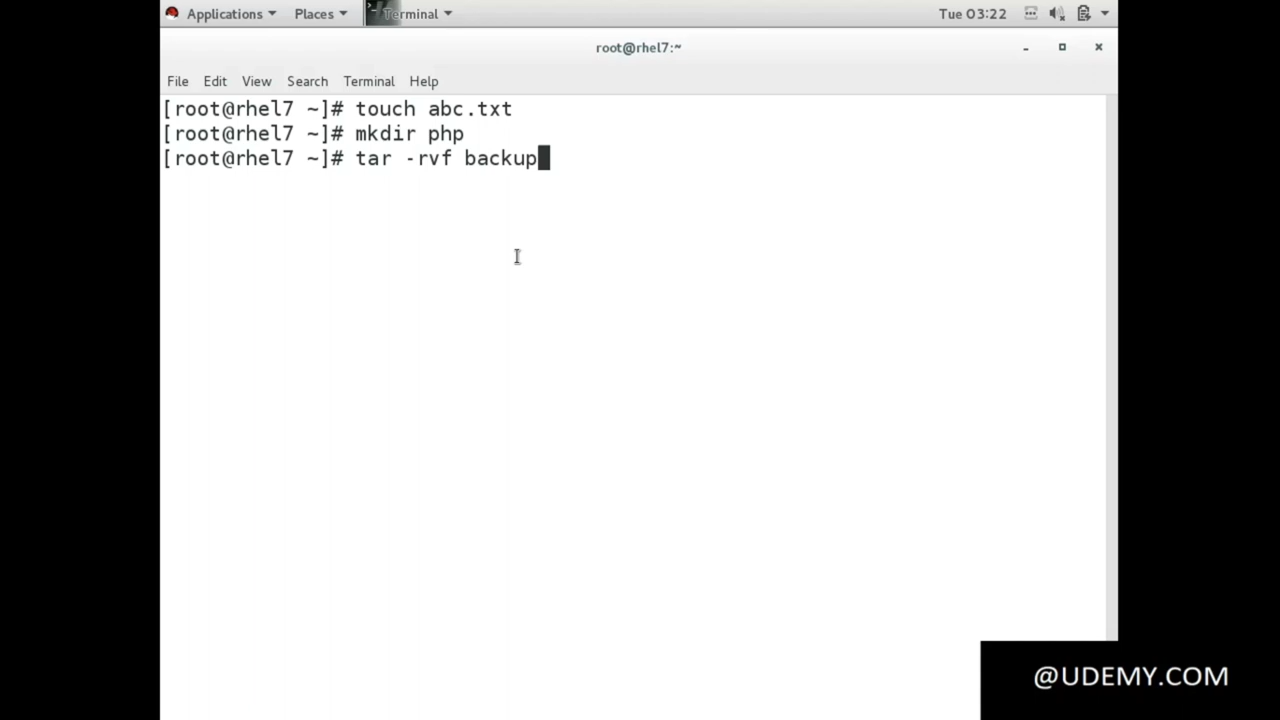 Applications Places Terminal Tue 03:22
root@rhel7:~
File Edit View Search Terminal Help
[root@rhel7 ~]# touch abc.txt
[root@rhel7 ~]# mkdir php
[root@rhel7 ~]# tar -rvf backup
@UDEMY.COM